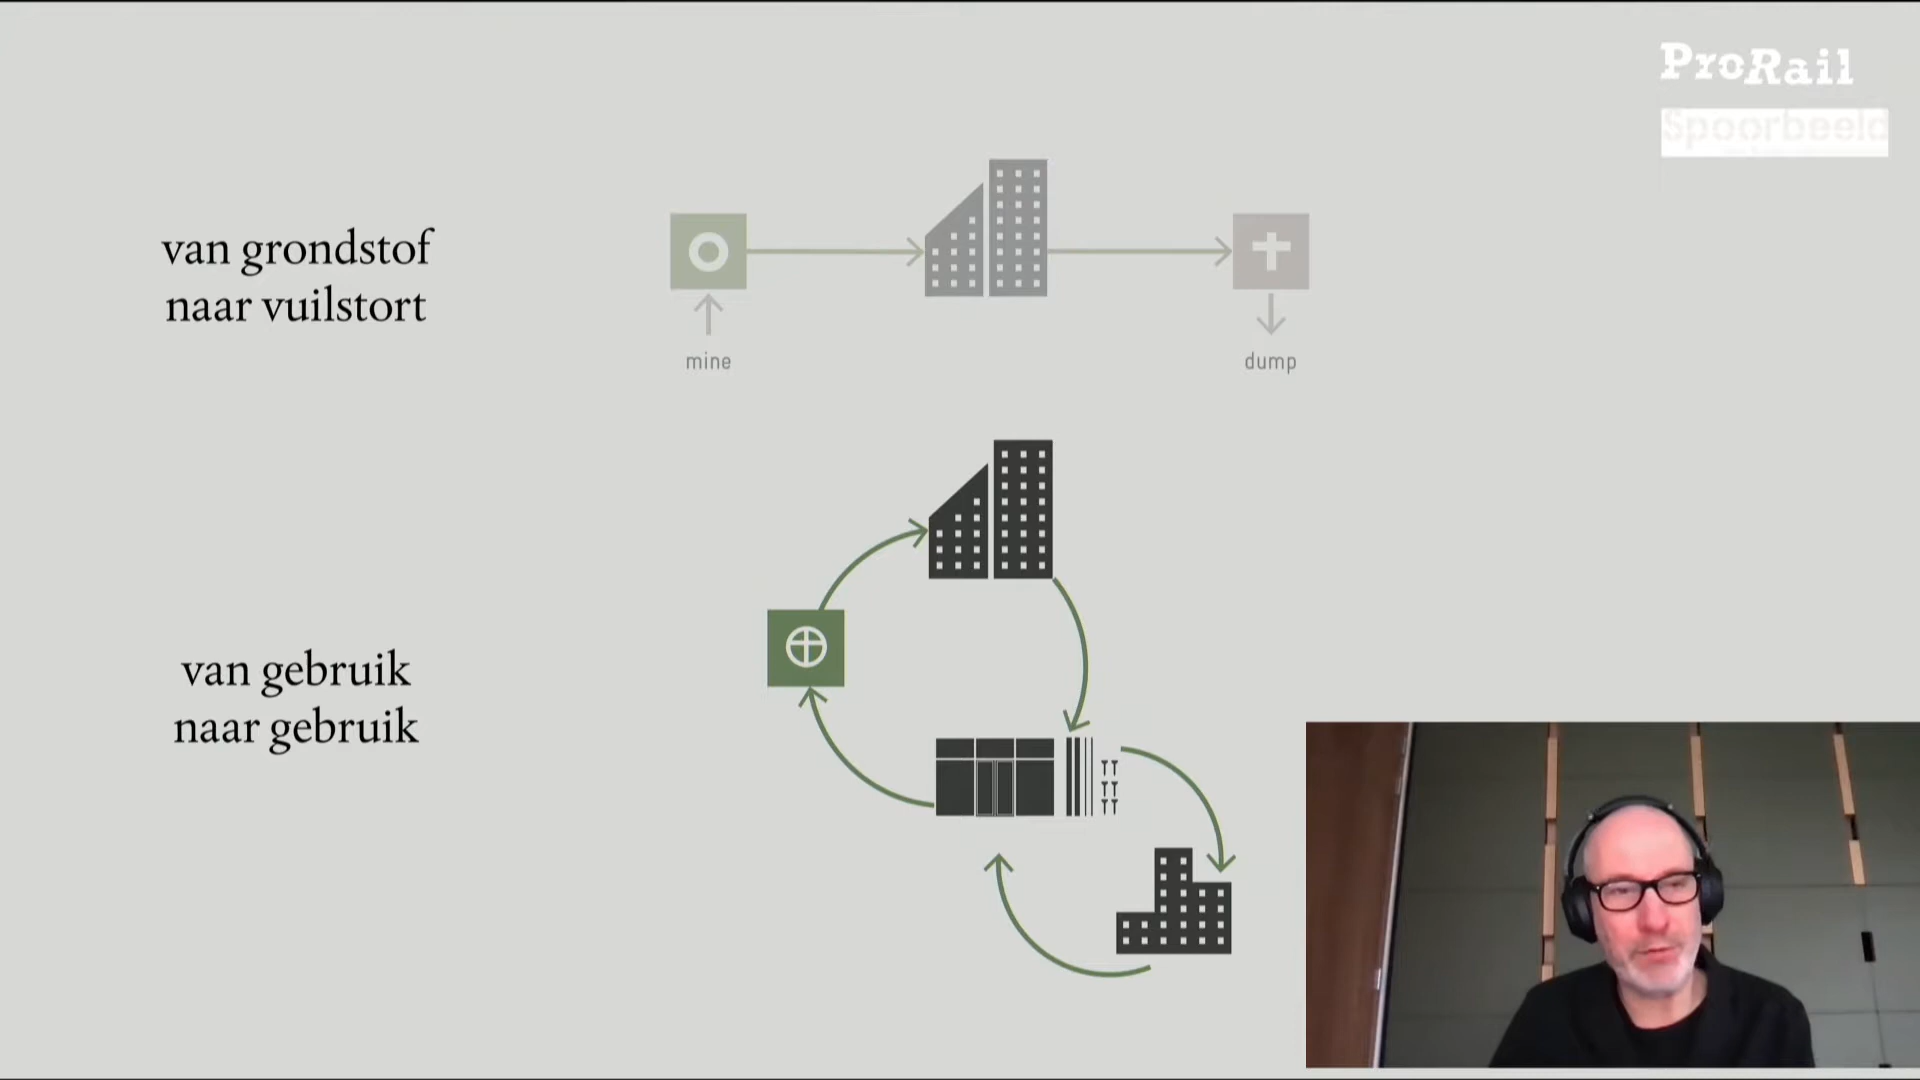 ProRail
Spoorbeeld
van grondstof
naar vuilstort
mine
dump
van gebruik
naar gebruik